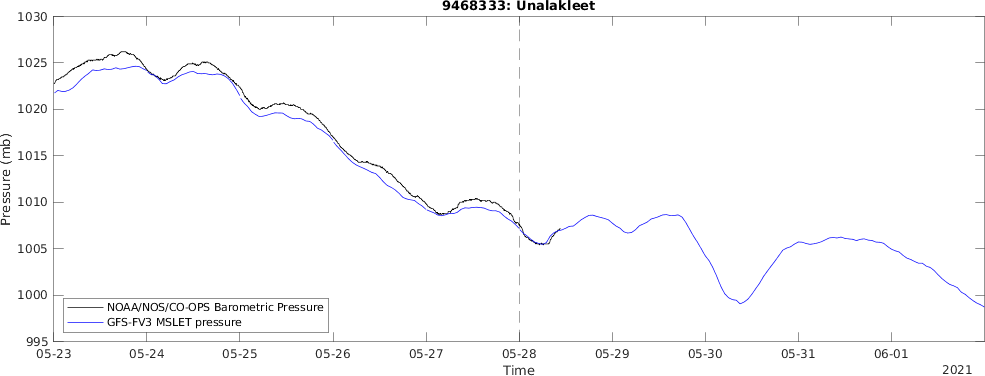 9468333: Unalakleet
1030
1025
1020
1015
1010
1005
1000
995
Pressure (mb)
NOAA/NOS/CO-OPS Barometric Pressure
GFS-FV3 MSLET pressure
05-23 05-24 05-25 05-26 05-27 05-28 05-29 05-30 05-31 06-01
Time
2021